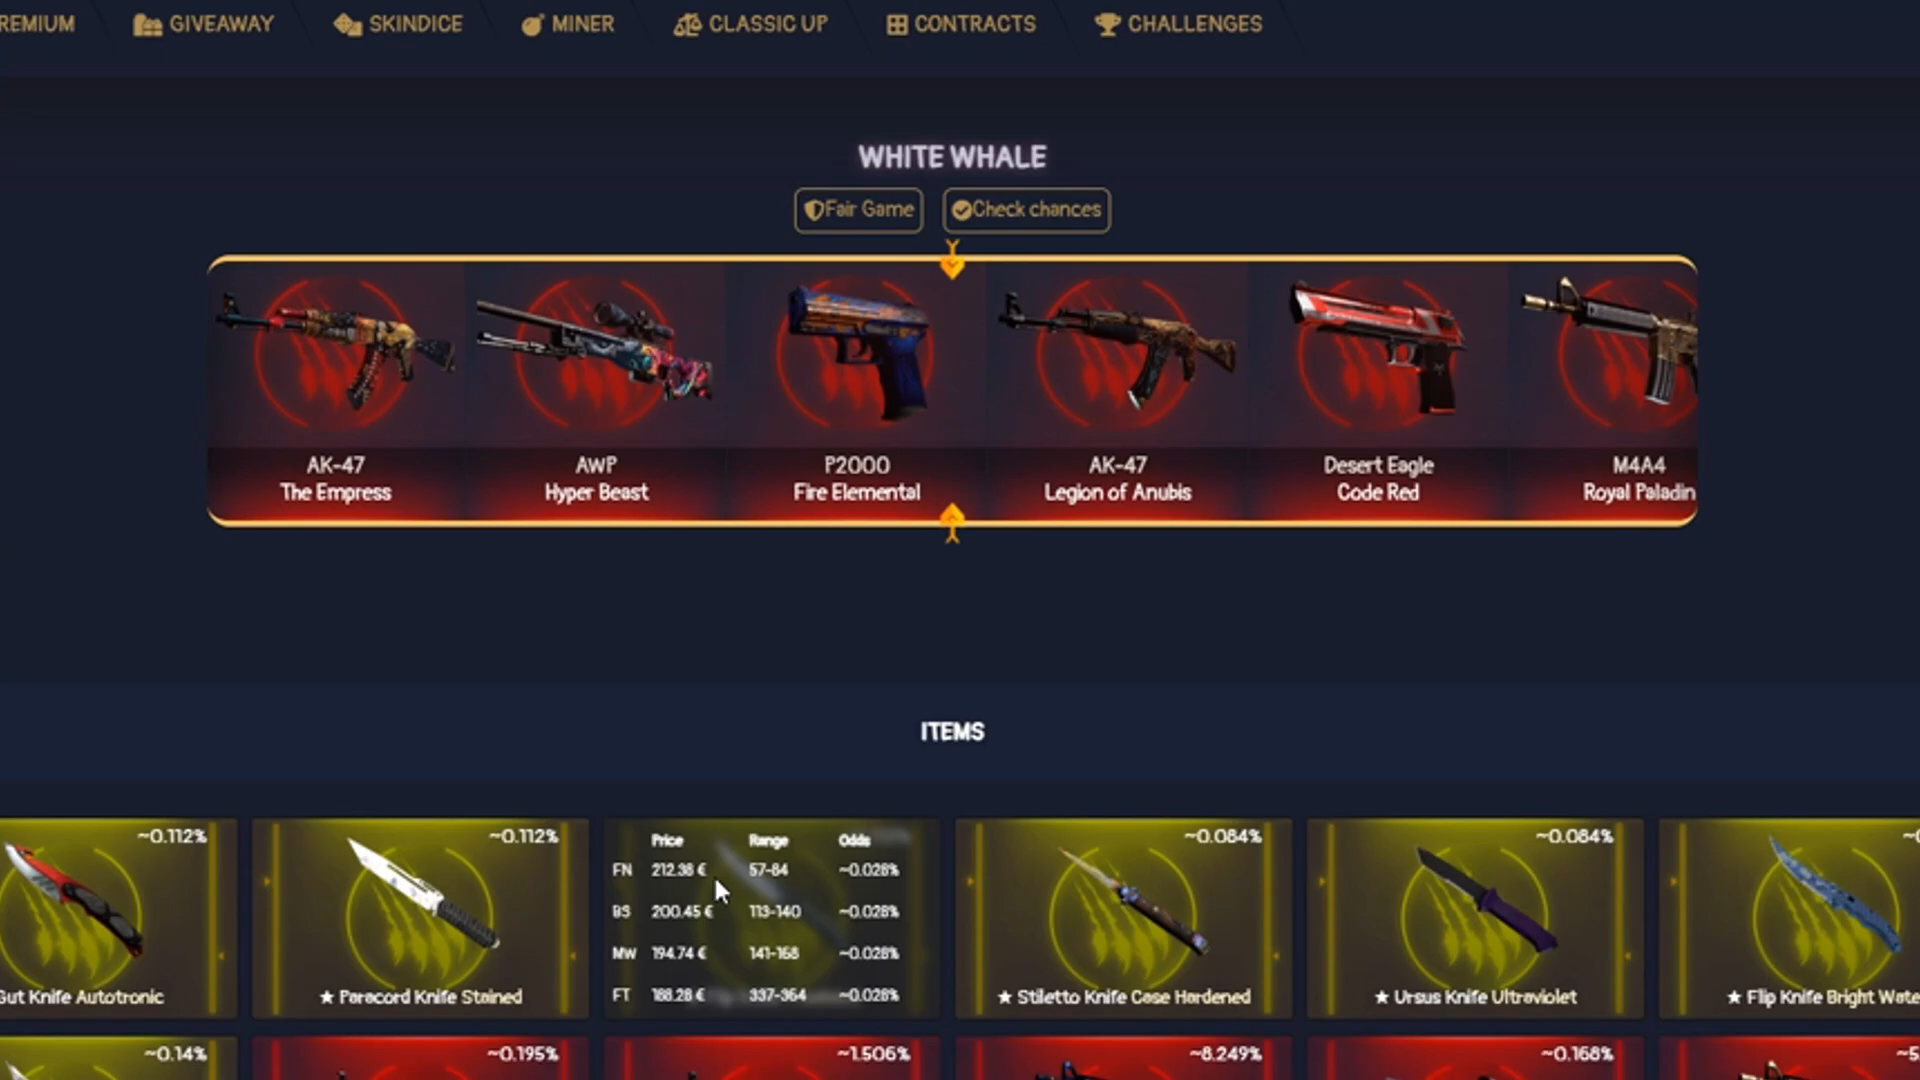 REMIUM
GIVEAWAY
SKINDICE
MINER
CLASSIC UP
CONTRACTS
CHALLENGES
WHITE WHALE
Fair Game
Check chances
AK-47
The Empress
AWP
Hyper Beast
P2000
Fire Elemental
AK-47
Legion of Anubis
Desert Eagle
Code Red
M4A4
Royal Paladin
ITEMS
~0.112%
Gut Knife Autotronic
~0.112%
★ Paracord Knife Stained
Price Range Odds
FN 212.38 € 57-84 ~0.028%
BS 200.45 € 113-140 ~0.028%
MW 194.74 € 141-168 ~0.028%
FT 188.28 € 337-364 ~0.028%
~0.084%
★ Stiletto Knife Case Hardened
~0.084%
★ Ursus Knife Ultraviolet
~0
★ Flip Knife Bright Wate
~0.14%
~0.195%
~1.506%
~8.249%
~0.168%
~5